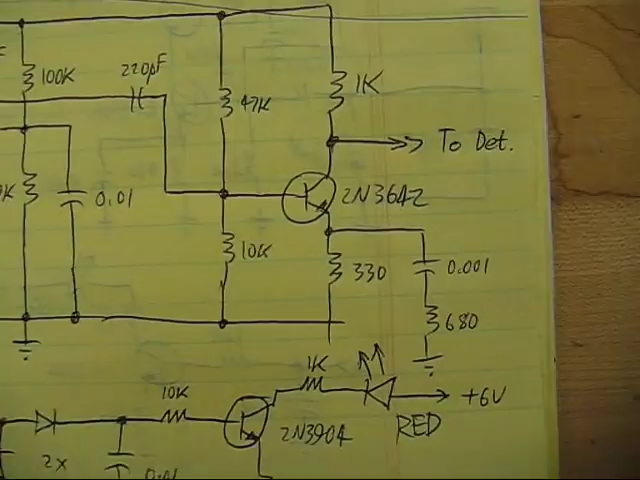 100K
220pF
47K
1K
To Det.
0.01
2N3642
10K
330
0.001
680
1K
10K
+6V
2N3904
RED
2x